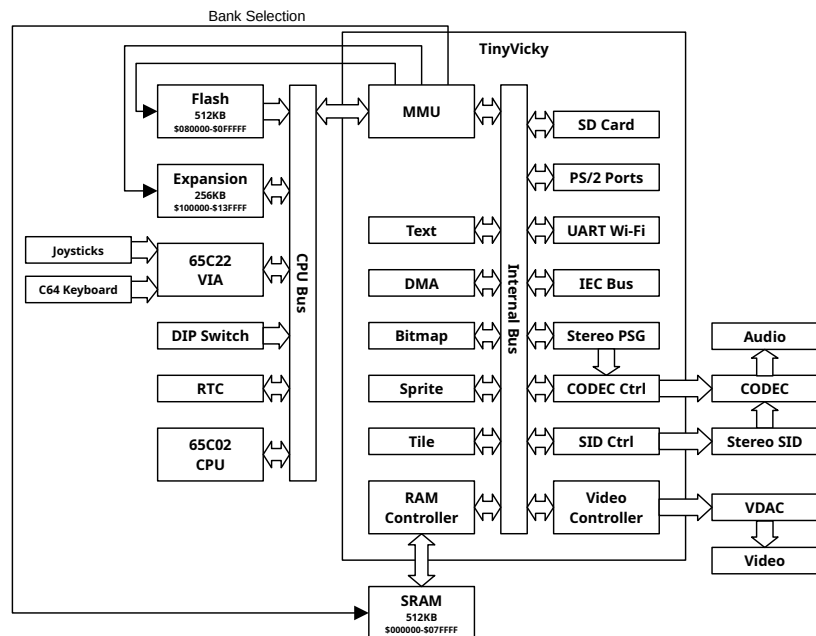 Bank Selection
TinyVicky
Flash
512KB
$080000-$0FFFFF
MMU
SD Card
Expansion
256KB
$100000-$13FFFF
PS/2 Ports
Joysticks
C64 Keyboard
65C22
VIA
CPU Bus
Text
Internal Bus
UART Wi-Fi
DMA
IEC Bus
DIP Switch
Bitmap
Stereo PSG
Audio
RTC
Sprite
CODEC Ctrl
CODEC
65C02
CPU
Tile
SID Ctrl
Stereo SID
RAM
Controller
Video
Controller
VDAC
Video
SRAM
512KB
$000000-$07FFFF